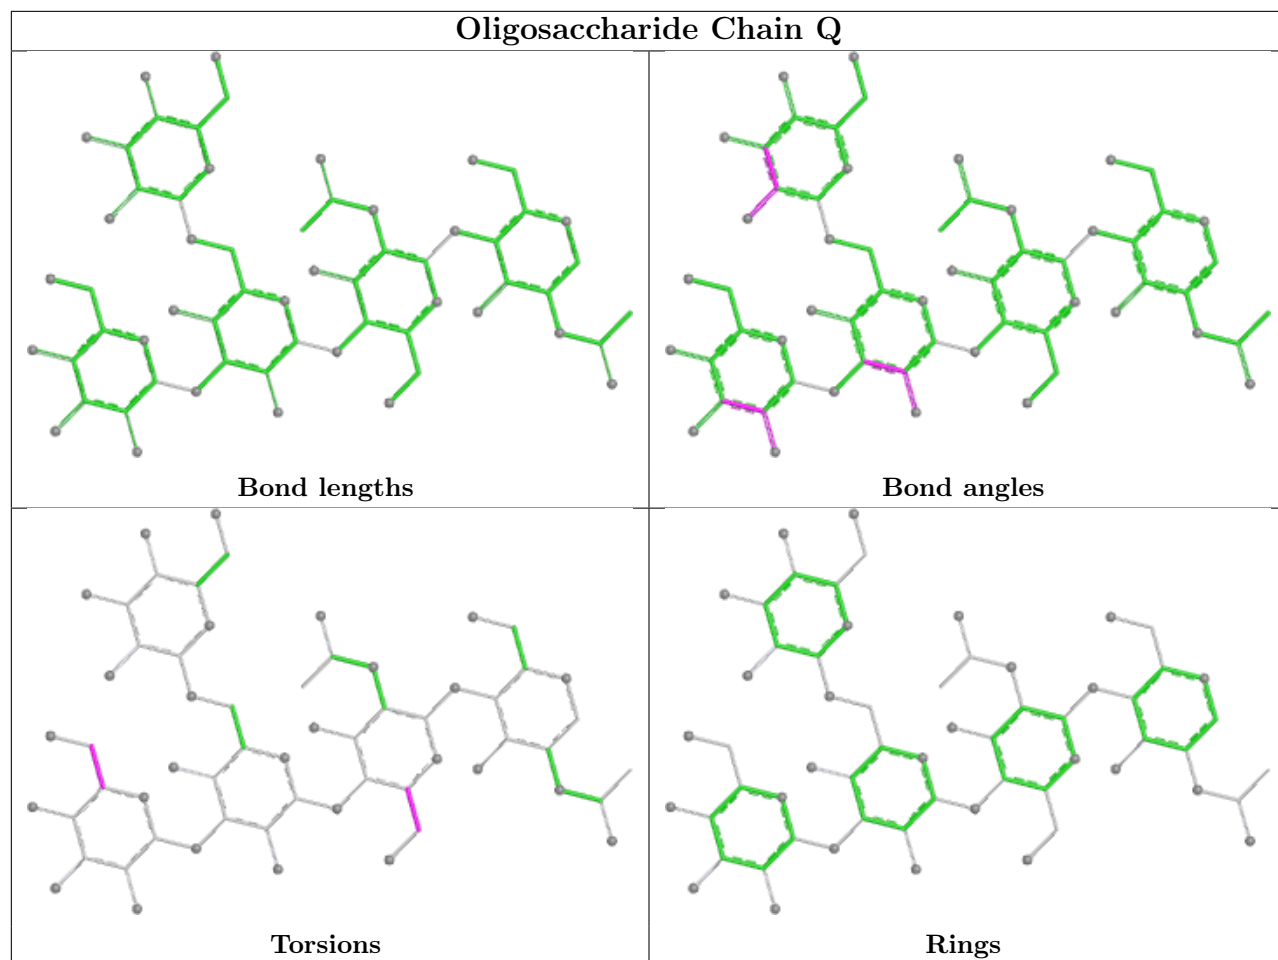 Oligosaccharide Chain Q
Bond lengths
Bond angles
Torsions
Rings